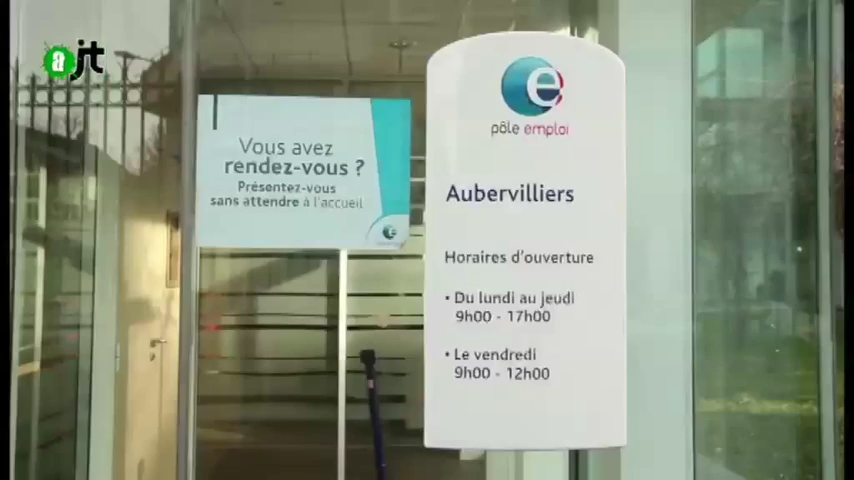 ajt
Vous avez
rendez-vous ?
Présentez-vous
sans attendre à l'accueil
e
pôle emploi
Aubervilliers
Horaires d'ouverture
• Du lundi au jeudi
9h00 - 17h00
• Le vendredi
9h00 - 12h00